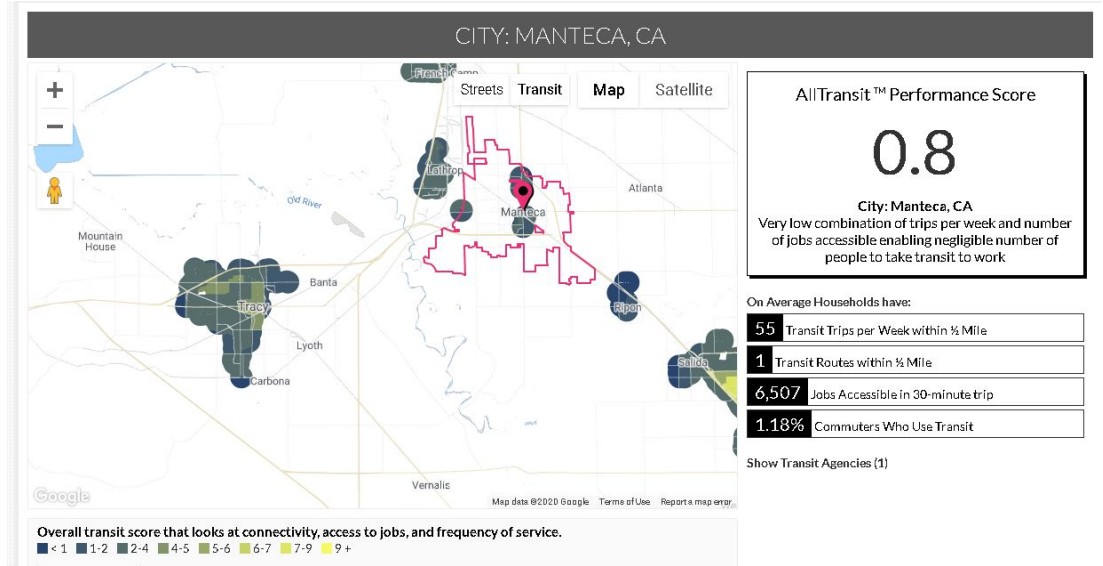 CITY: MANTECA, CA
+
−
Streets
Transit
Map
Satellite
French Camp
Lathrop
Old River
Manteca
Atlanta
Mountain
House
Banta
Tracy
Ripon
Lyoth
Salida
Carbona
Vernalis
Google
Map data ©2020 Google
Terms of Use
Report a map error
Overall transit score that looks at connectivity, access to jobs, and frequency of service.
< 1 1-2 2-4 4-5 5-6 6-7 7-9 9 +
AllTransit™ Performance Score
0.8
City: Manteca, CA
Very low combination of trips per week and number
of jobs accessible enabling negligible number of
people to take transit to work
On Average Households have:
55 Transit Trips per Week within ½ Mile
1 Transit Routes within ½ Mile
6,507 Jobs Accessible in 30-minute trip
1.18% Commuters Who Use Transit
Show Transit Agencies (1)